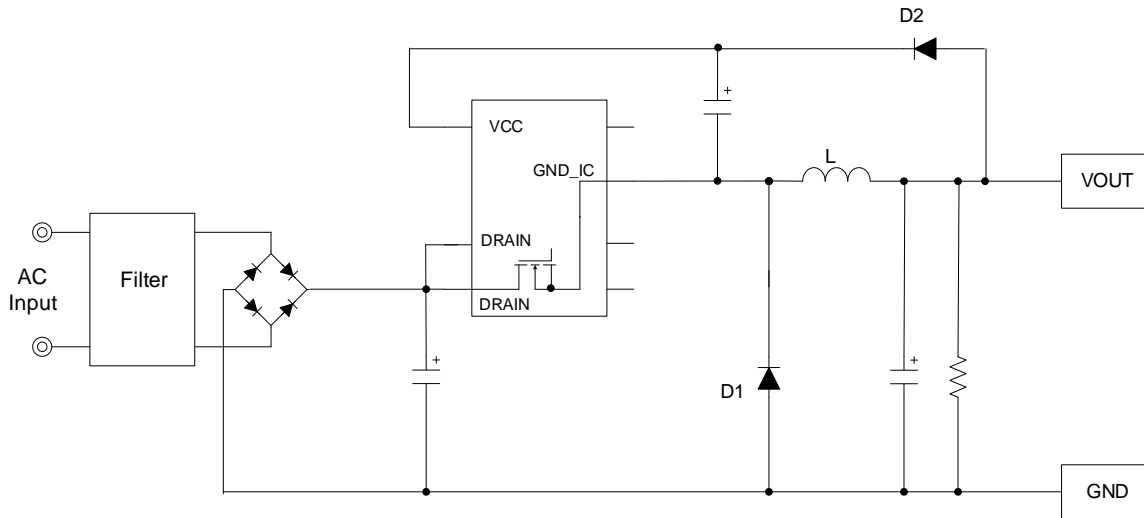 D2
VCC
GND_IC
L
VOUT
DRAIN
AC
Input
Filter
DRAIN
D1
GND
+
+
+